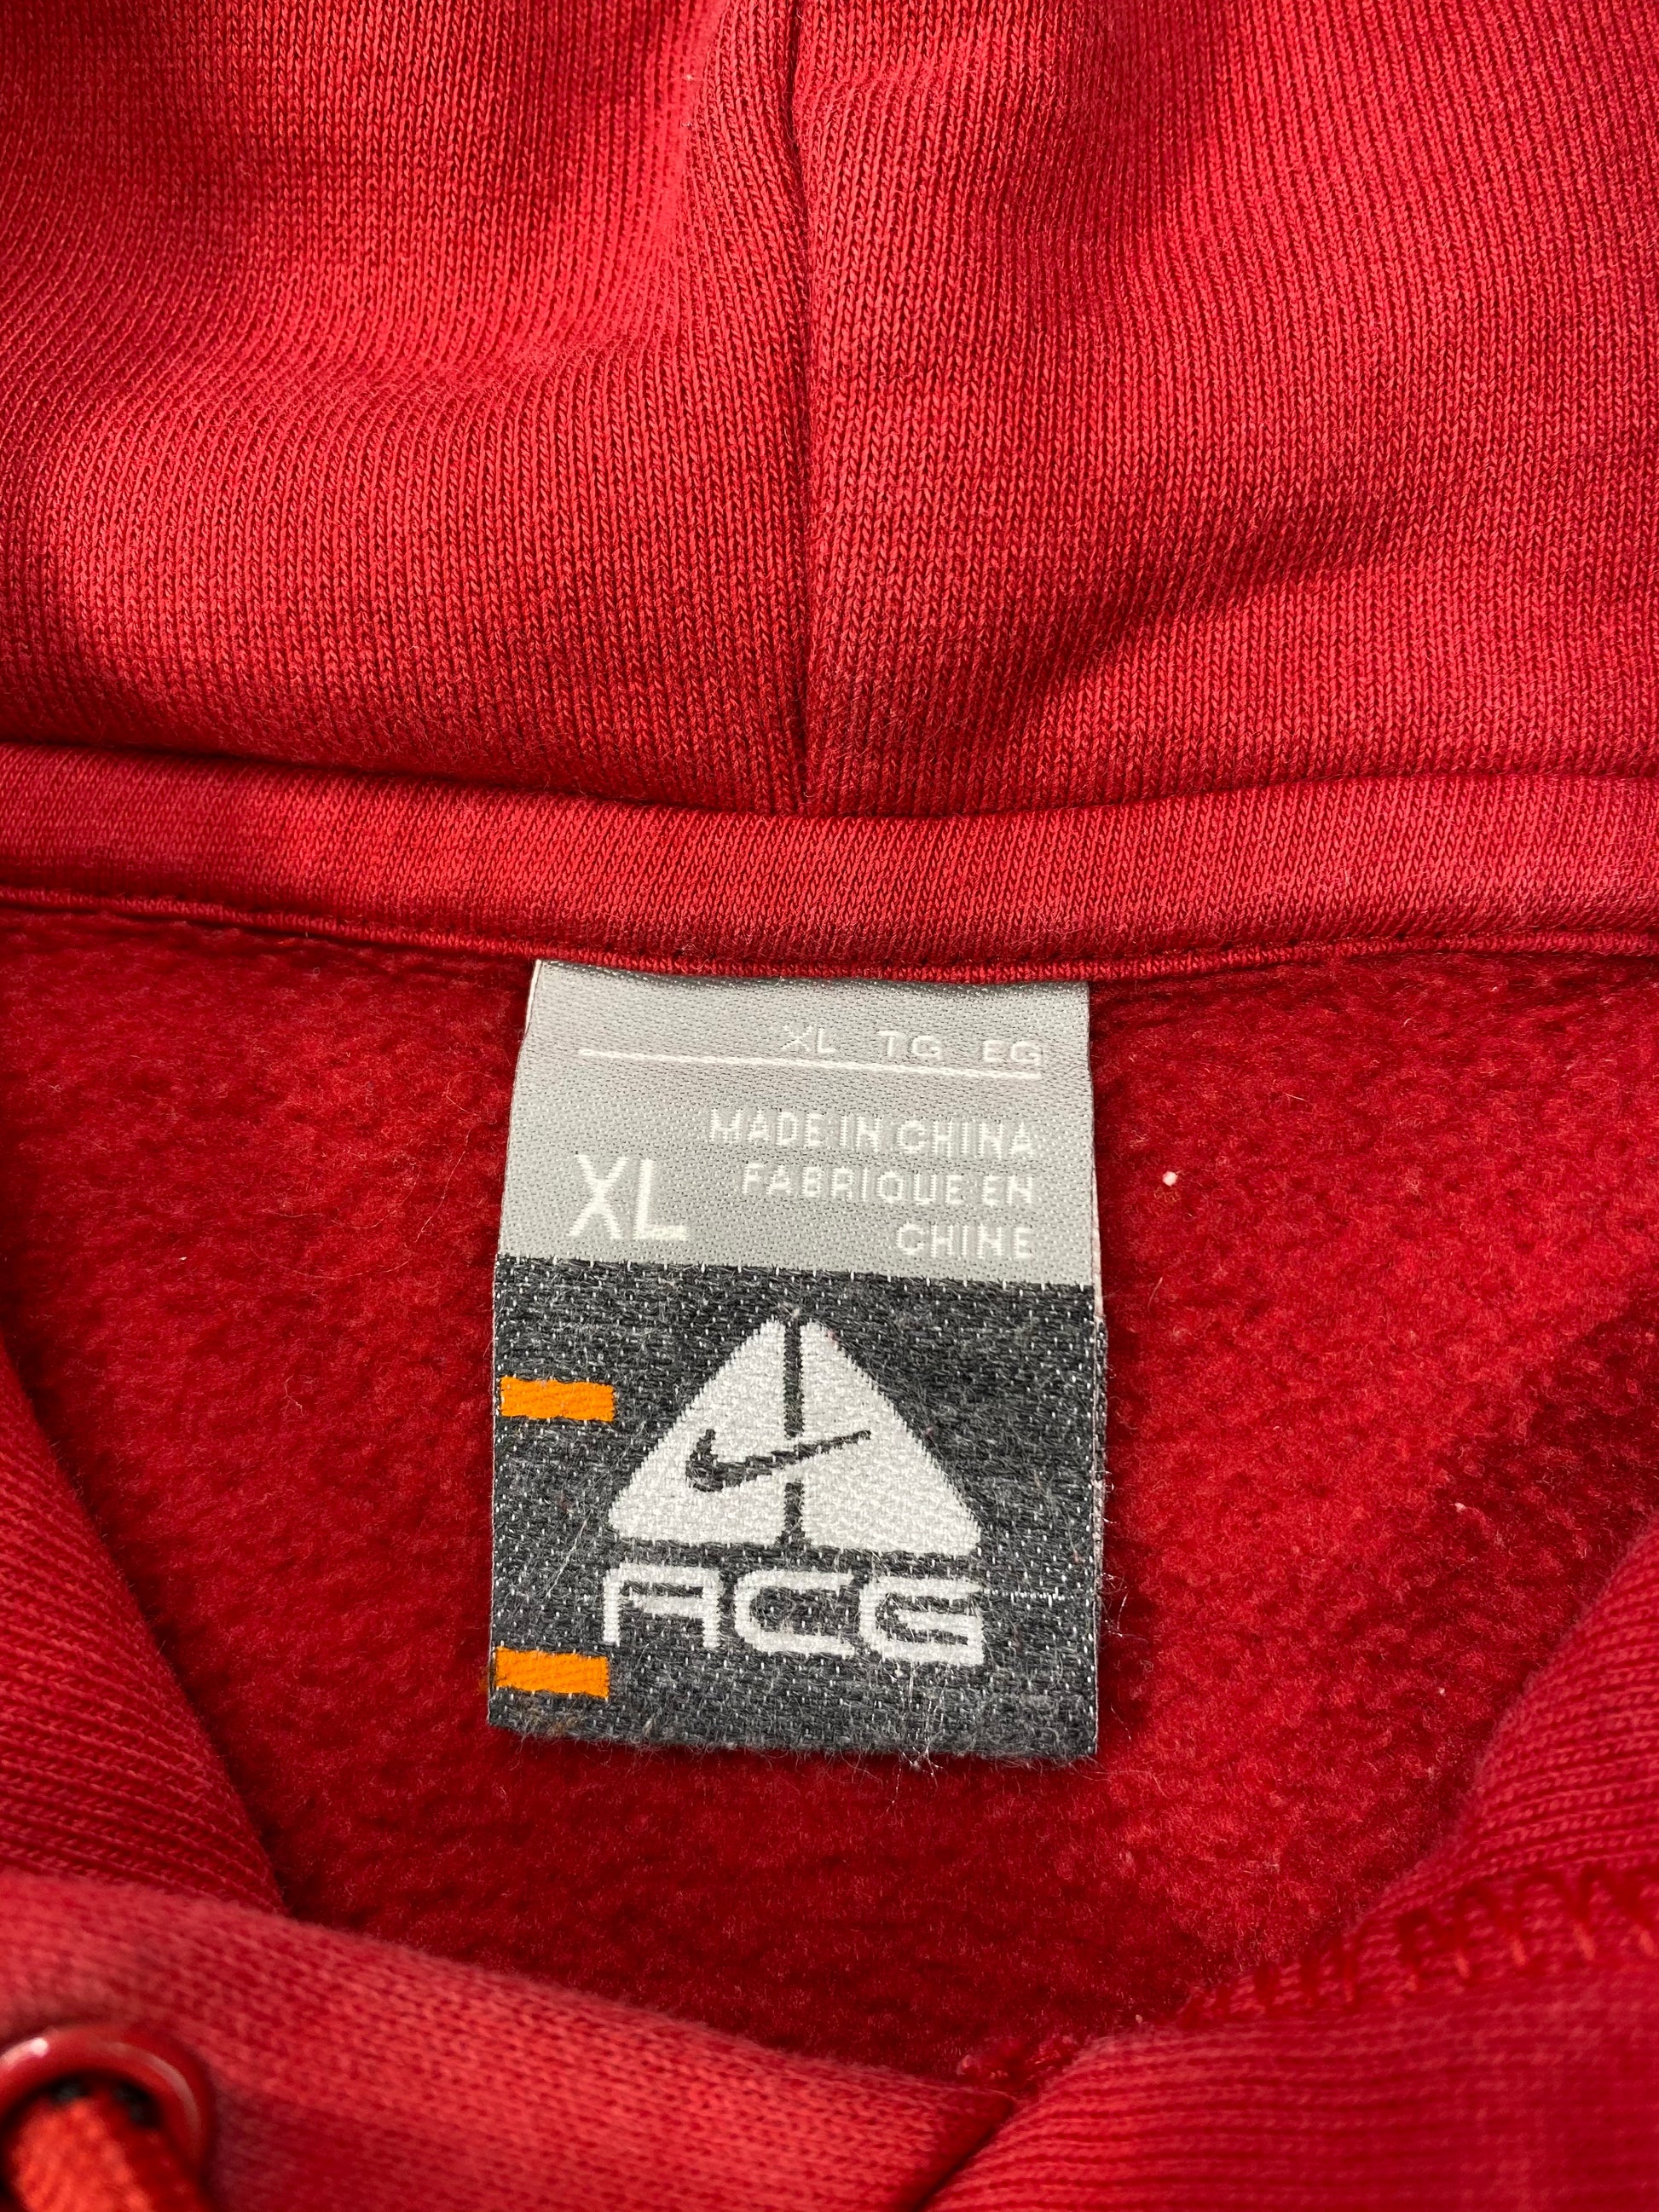 XL TG EG
MADE IN CHINA
XL FABRIQUE EN
CHINE
ACG